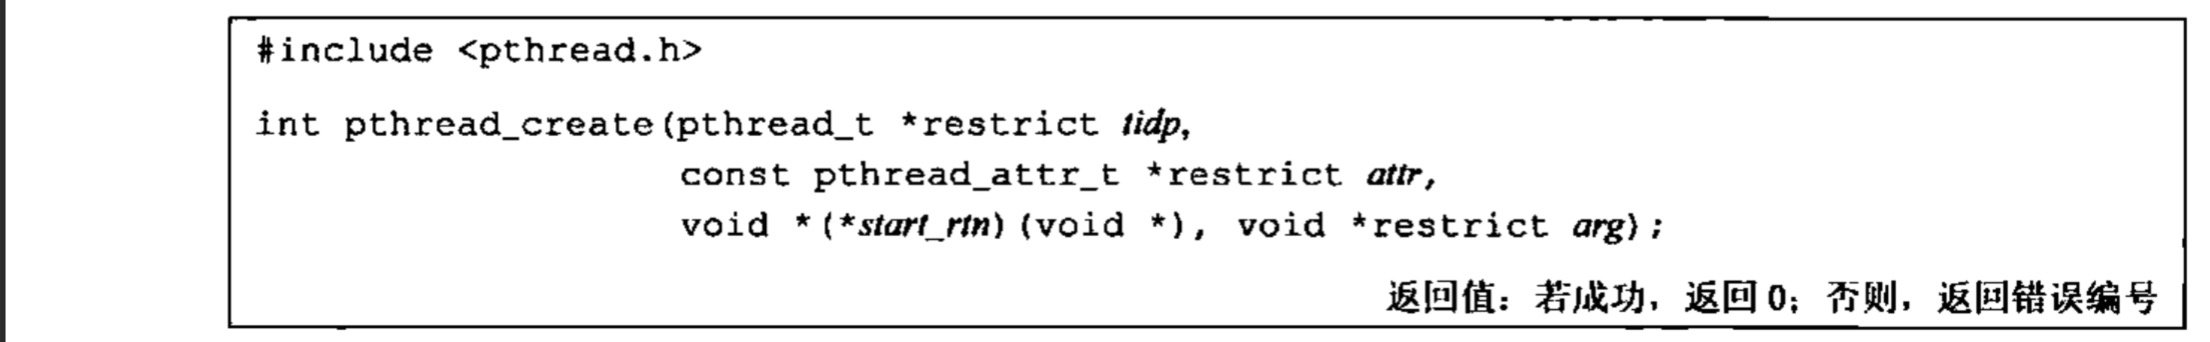 #include <pthread.h>
int pthread_create(pthread_t *restrict tidp,
const pthread_attr_t *restrict attr,
void *(*start_rtn)(void *), void *restrict arg);
返回值：若成功，返回0；否则，返回错误编号